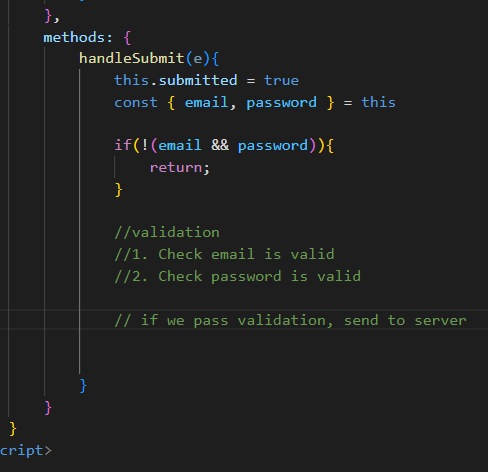 },
methods: {
handleSubmit(e){
this.submitted = true
const { email, password } = this
if(!(email && password)){
return;
}
//validation
//1. Check email is valid
//2. Check password is valid
// if we pass validation, send to server
}
}
}
cript>